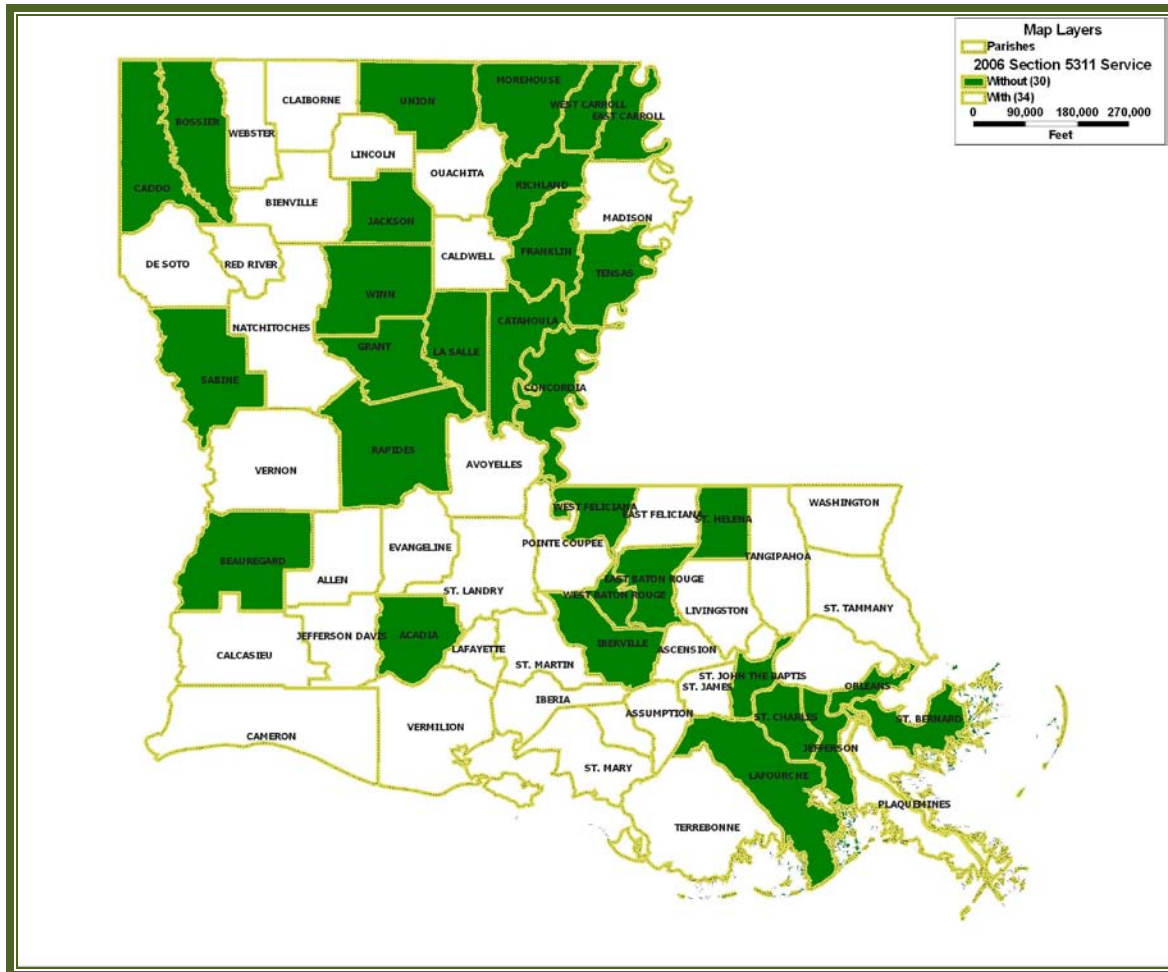 Map Layers
Parishes
2006 Section 5311 Service
Without (30)
With (34)
0 90,000 180,000 270,000
Feet
MOREHOUSE
UNION
CLAIBORNE
WEST CARROLL
EAST CARROLL
BOSSIER
WEBSTER
LINCOLN
OUACHITA
CADDO
RICHLAND
BIENVILLE
MADISON
JACKSON
FRANKLIN
CALDWELL
DE SOTO
RED RIVER
TENSAS
WINN
CATAHOULA
NATCHITOCHES
GRANT
LA SALLE
SABINE
CONCORDIA
RAPIDES
AVOYELLES
VERNON
WASHINGTON
WEST FELICIANA
EAST FELICIANA
ST. HELENA
POINTE COUPEE
EVANGELINE
TANGIPAHOA
BEAUREGARD
ALLEN
EAST BATON ROUGE
ST. LANDRY
WEST BATON ROUGE
LIVINGSTON
ST. TAMMANY
JEFFERSON DAVIS
ACADIA
IBERVILLE
LAFAYETTE
ASCENSION
CALCASIEU
ST. MARTIN
ST. JOHN THE BAPTIS
ST. JAMES
ORLEANS
IBERIA
ASSUMPTION
ST. CHARLES
ST. BERNARD
VERMILION
CAMERON
JEFFERSON
ST. MARY
LAFOURCHE
PLAQUEMINES
TERREBONNE